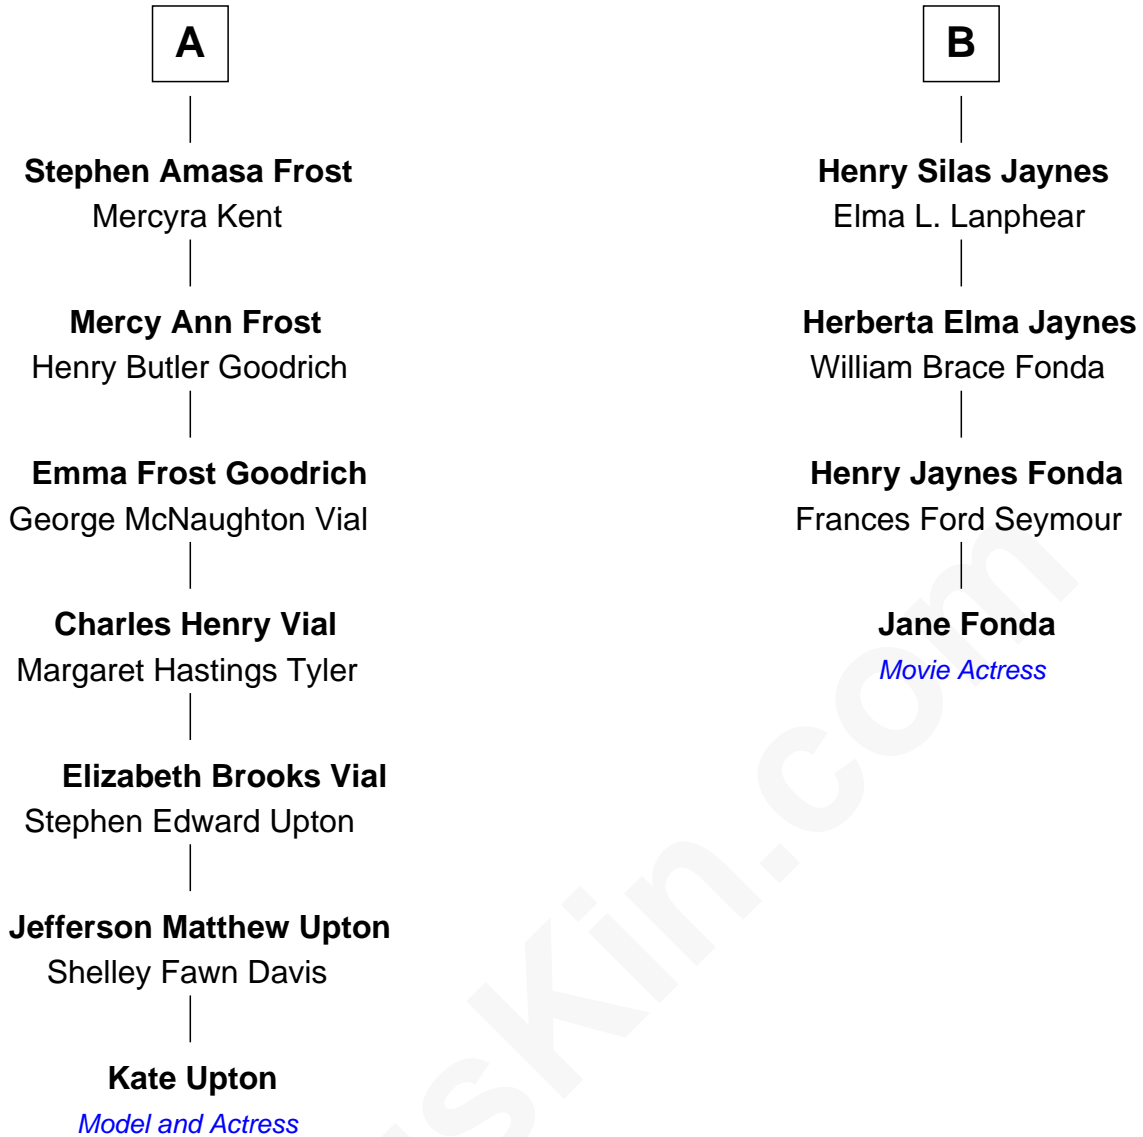 A
Stephen Amasa Frost
Mercyra Kent
Mercy Ann Frost
Henry Butler Goodrich
Emma Frost Goodrich
George McNaughton Vial
Charles Henry Vial
Margaret Hastings Tyler
Elizabeth Brooks Vial
Stephen Edward Upton
Jefferson Matthew Upton
Shelley Fawn Davis
Kate Upton
Model and Actress
B
Henry Silas Jaynes
Elma L. Lanphear
Herberta Elma Jaynes
William Brace Fonda
Henry Jaynes Fonda
Frances Ford Seymour
Jane Fonda
Movie Actress
sKin.com